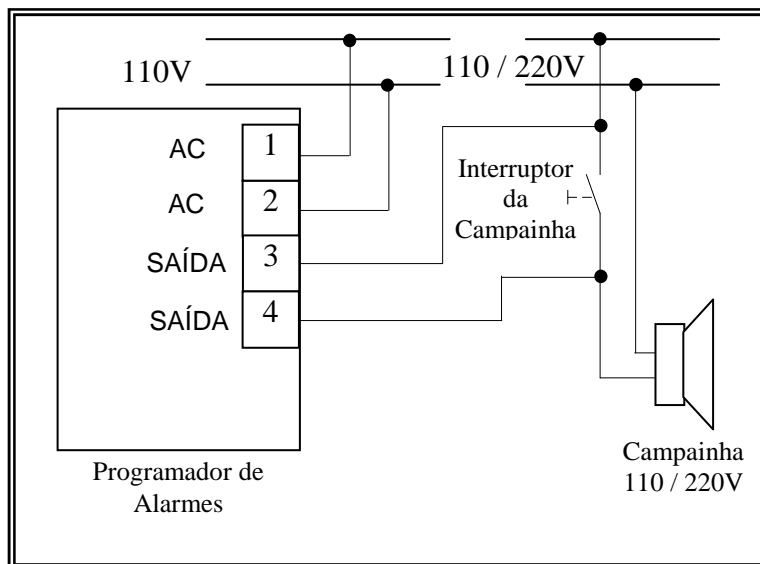 110V
110 / 220V
AC
1
AC
2
SAÍDA
3
SAÍDA
4
Interruptor
da
Campainha
Programador de
Alarmes
Campainha
110 / 220V